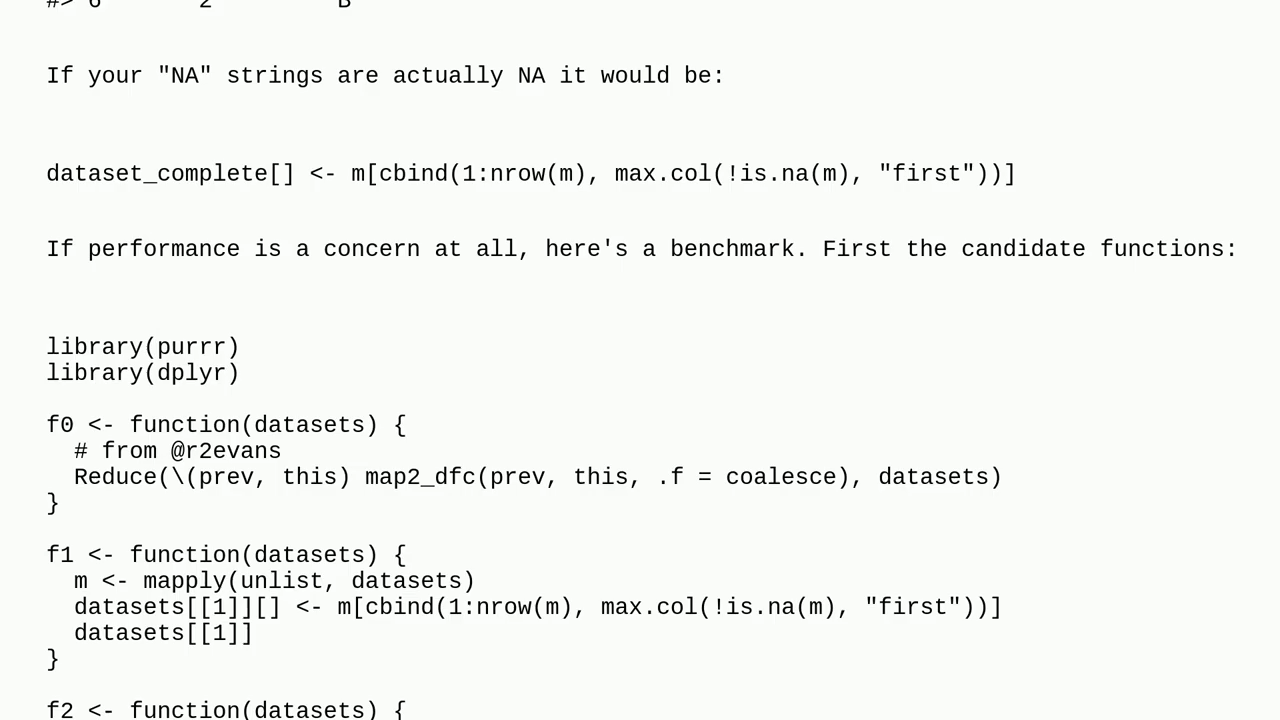 #> 6       2         B
If your "NA" strings are actually NA it would be:
dataset_complete[] <- m[cbind(1:nrow(m), max.col(!is.na(m), "first"))]
If performance is a concern at all, here's a benchmark. First the candidate functions:
library(purrr)
library(dplyr)
f0 <- function(datasets) {
  # from @r2evans
  Reduce(\(prev, this) map2_dfc(prev, this, .f = coalesce), datasets)
}
f1 <- function(datasets) {
  m <- mapply(unlist, datasets)
  datasets[[1]][] <- m[cbind(1:nrow(m), max.col(!is.na(m), "first"))]
  datasets[[1]]
}
f2 <- function(datasets) {